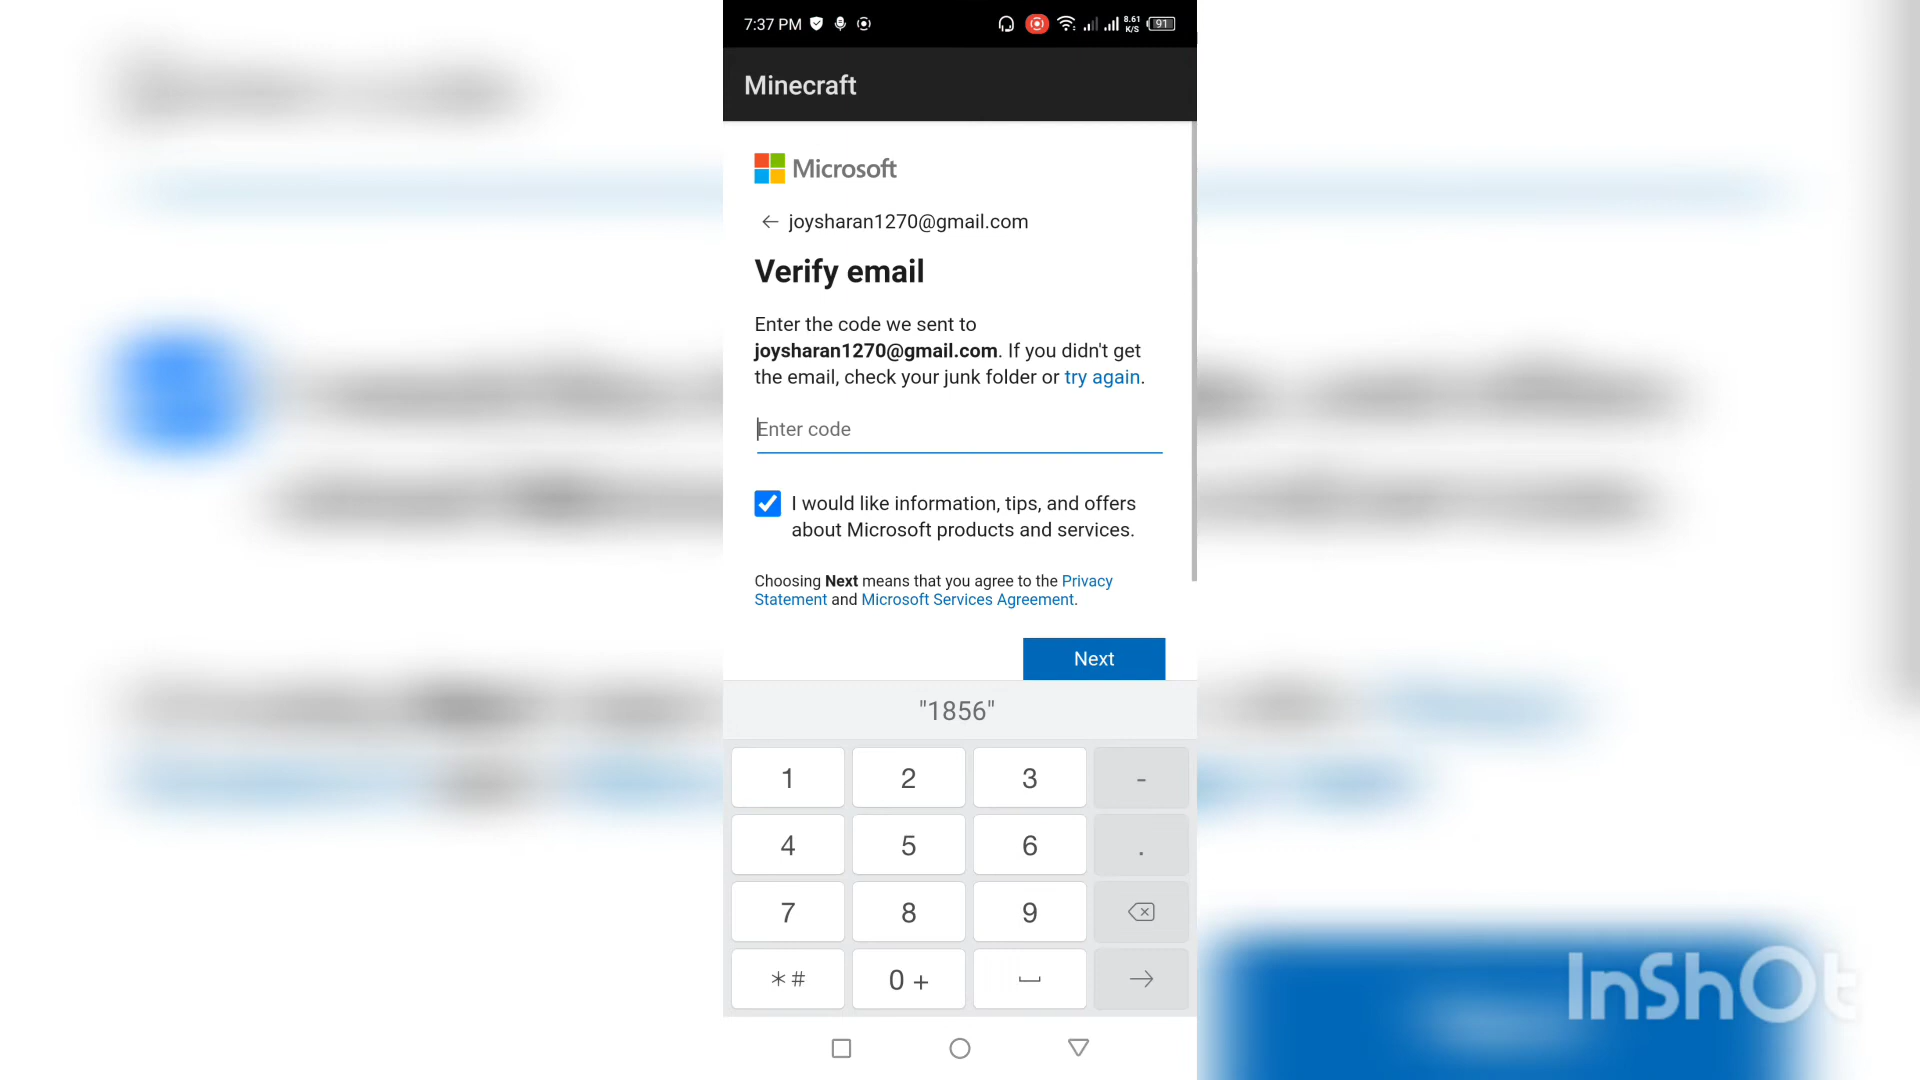 7:37 PM
8.61
K/S
91
Minecraft
Microsoft
joysharan1270@gmail.com
Verify email
Enter the code we sent to
joysharan1270@gmail.com. If you didn't get
the email, check your junk folder or try again.
Enter code
I would like information, tips, and offers
about Microsoft products and services.
Choosing Next means that you agree to the Privacy
Statement and Microsoft Services Agreement.
Next
"1856"
1 2 3 -
4 5 6 .
7 8 9
*# 0 +
InShOt